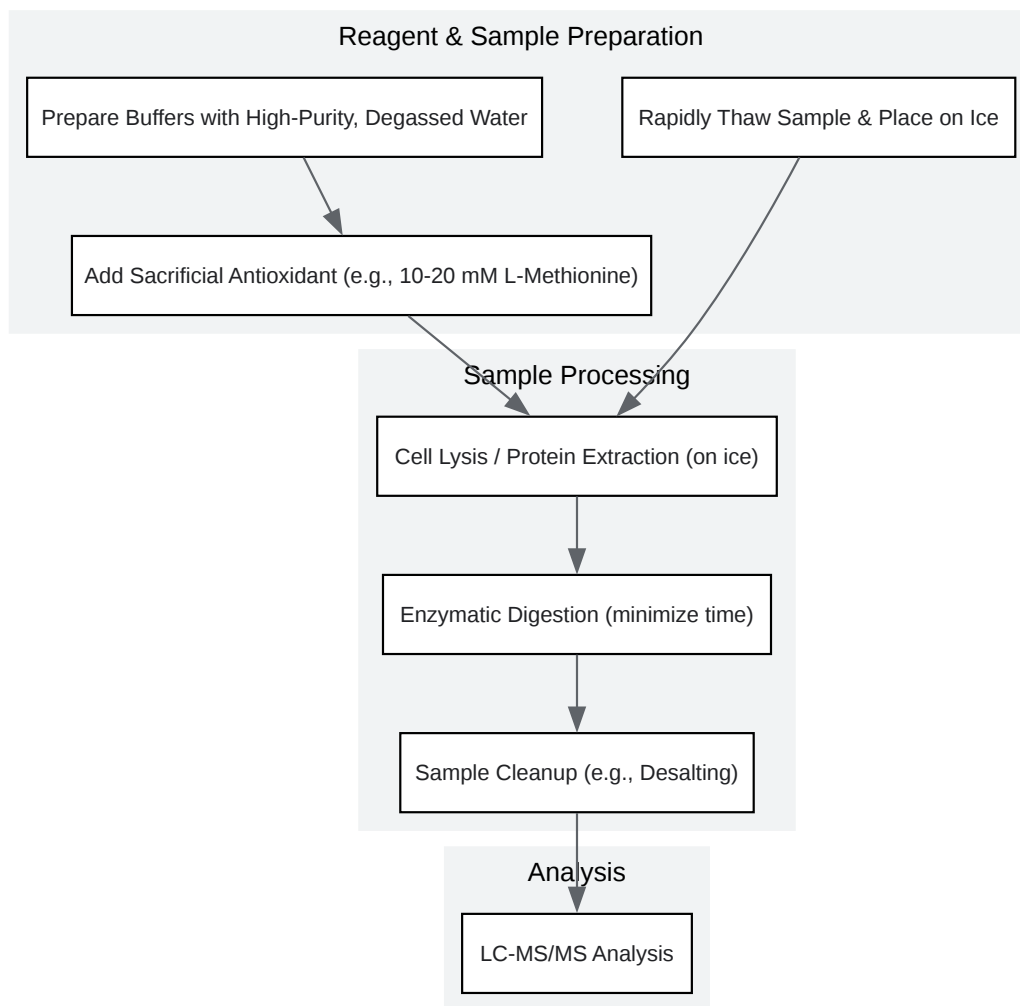 Reagent & Sample Preparation
Prepare Buffers with High-Purity, Degassed Water
Rapidly Thaw Sample & Place on Ice
Add Sacrificial Antioxidant (e.g., 10-20 mM L-Methionine)
Sample Processing
Cell Lysis / Protein Extraction (on ice)
Enzymatic Digestion (minimize time)
Sample Cleanup (e.g., Desalting)
Analysis
LC-MS/MS Analysis